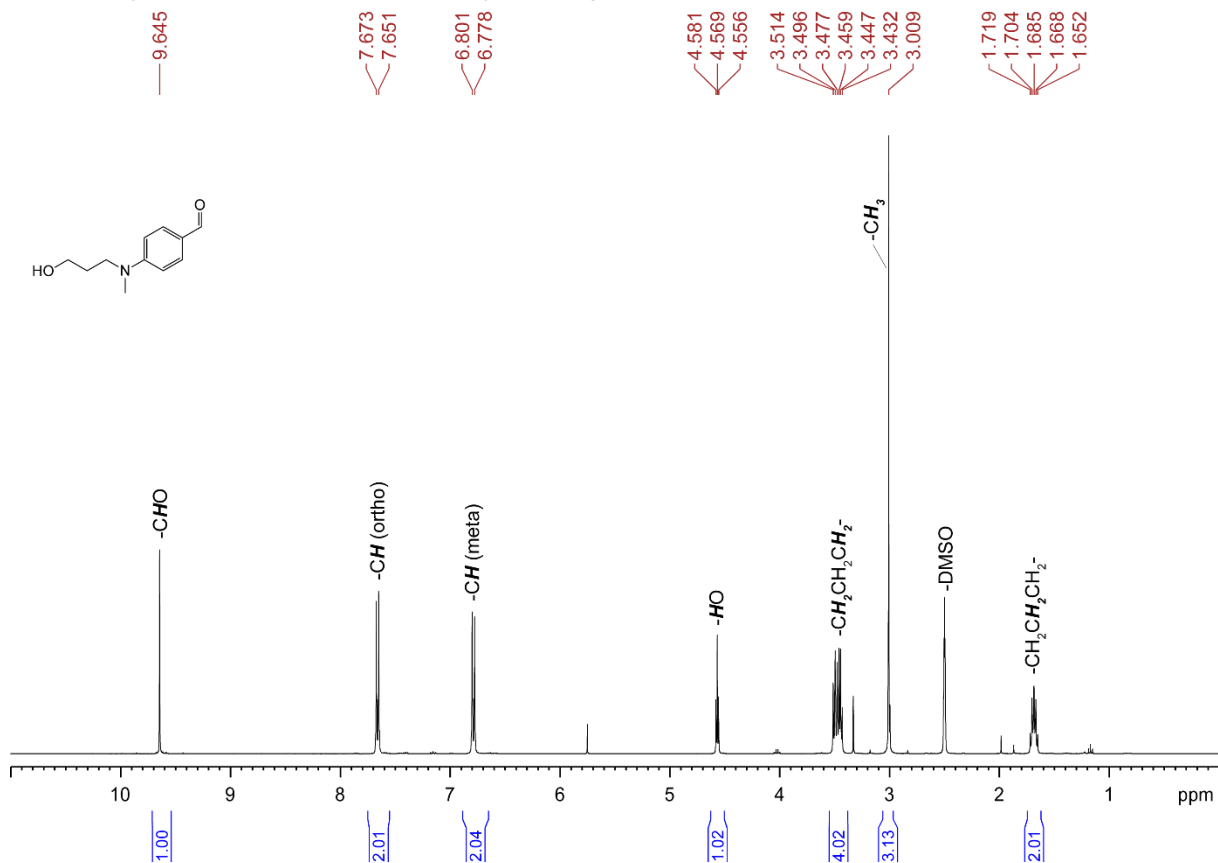 9.645
7.673
7.651
6.801
6.778
4.581
4.569
4.556
3.514
3.496
3.477
3.459
3.447
3.432
3.009
1.719
1.704
1.685
1.668
1.652
O
HO
N
-CHO
-CH (ortho)
-CH (meta)
-HO
-CH₂CH₂CH₂-
-CH₃
-DMSO
-CH₂CH₂CH₂-
10 9 8 7 6 5 4 3 2 1 ppm
1.00
2.01
2.04
1.02
4.02
3.13
2.01